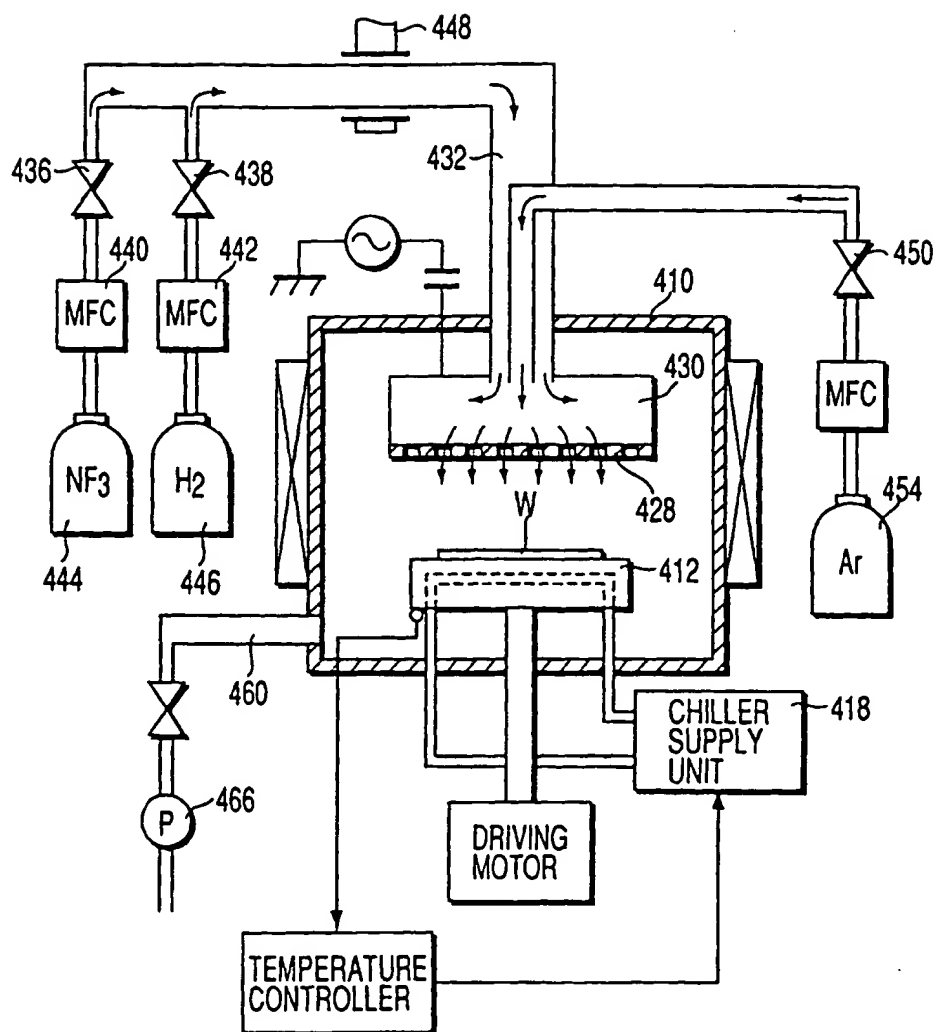 448
436
438
432
440
442
450
410
MFC
MFC
430
MFC
NF3
H2
428
454
W
444
446
412
Ar
460
CHILLER
SUPPLY
UNIT
418
P
466
DRIVING
MOTOR
TEMPERATURE
CONTROLLER